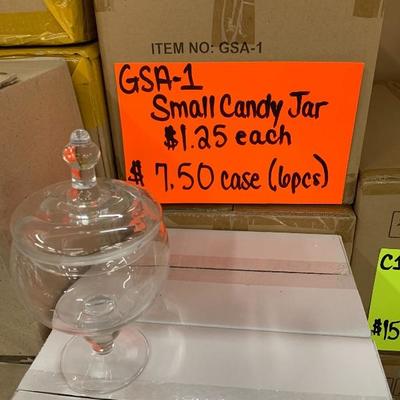 ITEM NO: GSA-1
GSA-1
Small Candy Jar
$1.25 each
$7.50 case (6pcs)
C1
$15